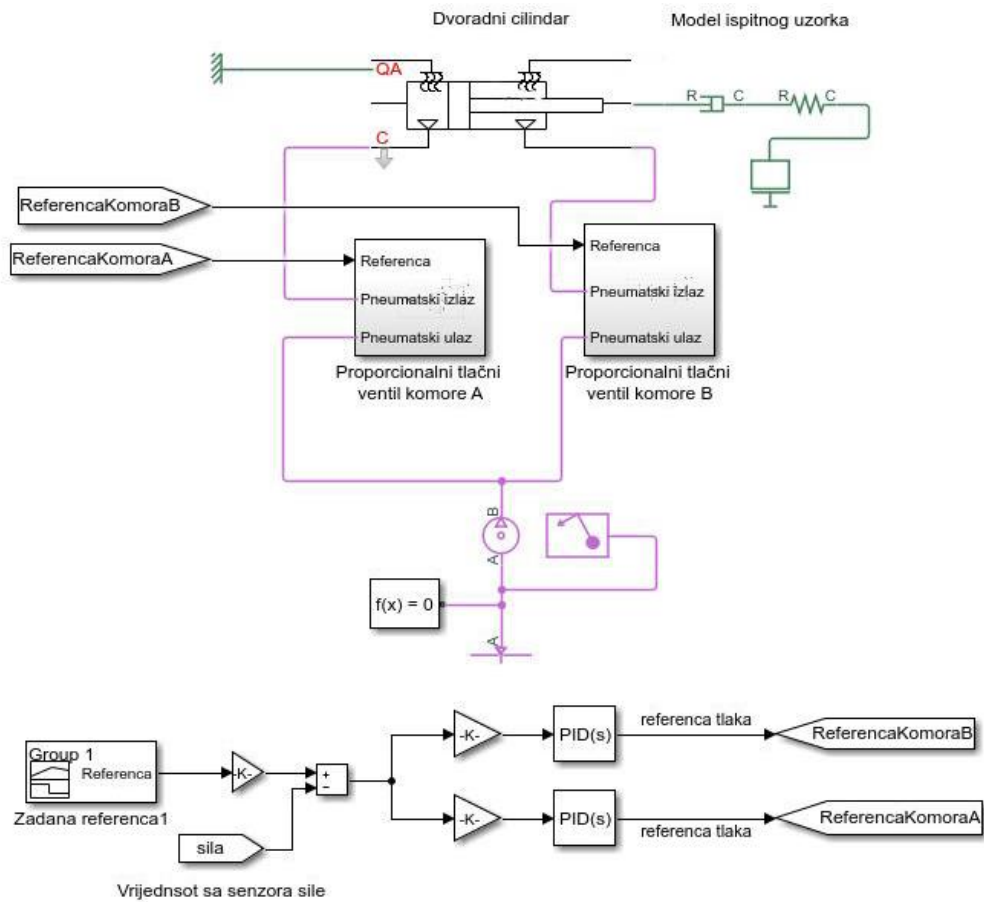 Dvoradni cilindar
Model ispitnog uzorka
QA
R
C
R
C
C
ReferencaKomoraB
ReferencaKomoraA
Referenca
Pneumatski izlaz
Pneumatski ulaz
Referenca
Pneumatski izlaz
Pneumatski ulaz
Proporcionalni tlačni
ventil komore A
Proporcionalni tlačni
ventil komore B
B
A
f(x) = 0
A
Group 1
Referenca
Zadana referenca1
-K-
+
−
sila
Vrijednsot sa senzora sile
-K-
PID(s)
referenca tlaka
ReferencaKomoraB
-K-
PID(s)
referenca tlaka
ReferencaKomoraA